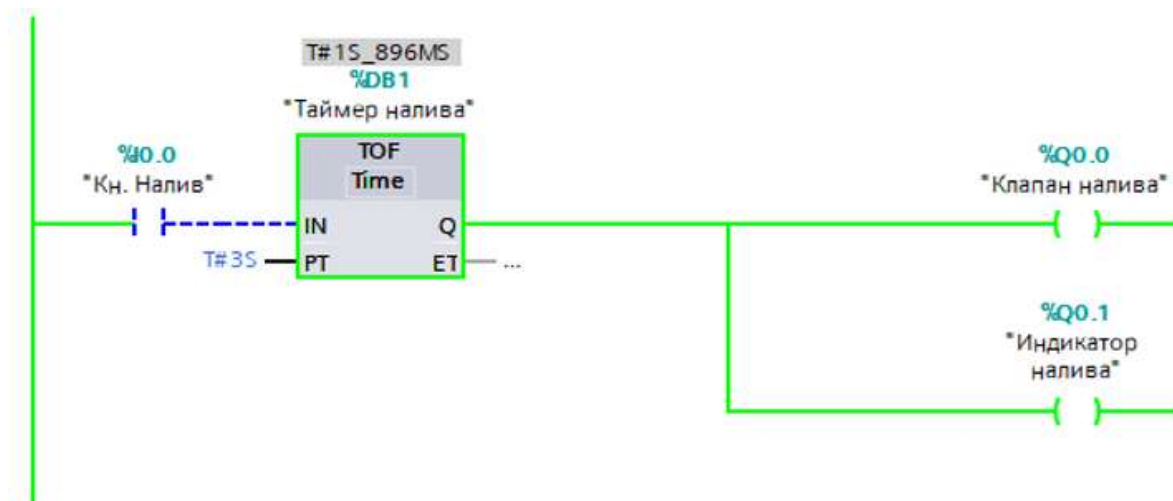 T#1S_896MS
%DB1
"Таймер налива"
%I0.0
"Кн. Налив"
TOF
Time
IN
Q
T#3S
PT
ET
...
%Q0.0
"Клапан налива"
%Q0.1
"Индикатор
налива"